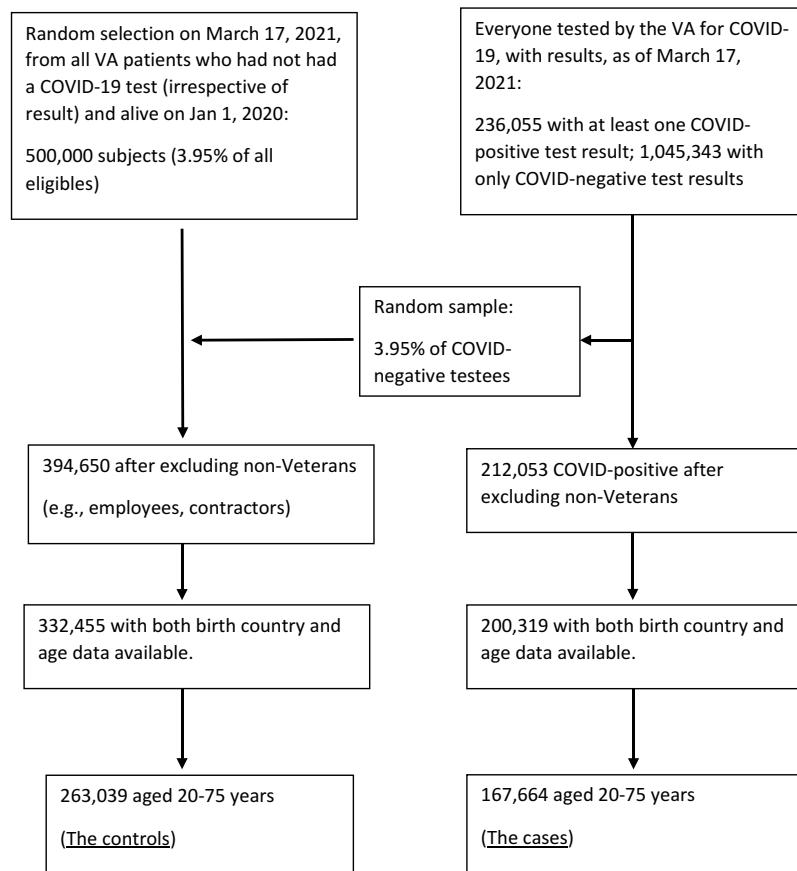 Random selection on March 17, 2021,
from all VA patients who had not had
a COVID-19 test (irrespective of
result) and alive on Jan 1, 2020:
500,000 subjects (3.95% of all
eligibles)
Everyone tested by the VA for COVID-
19, with results, as of March 17,
2021:
236,055 with at least one COVID-
positive test result; 1,045,343 with
only COVID-negative test results
Random sample:
3.95% of COVID-
negative testees
394,650 after excluding non-Veterans
(e.g., employees, contractors)
212,053 COVID-positive after
excluding non-Veterans
332,455 with both birth country and
age data available.
200,319 with both birth country and
age data available.
263,039 aged 20-75 years
(The controls)
167,664 aged 20-75 years
(The cases)